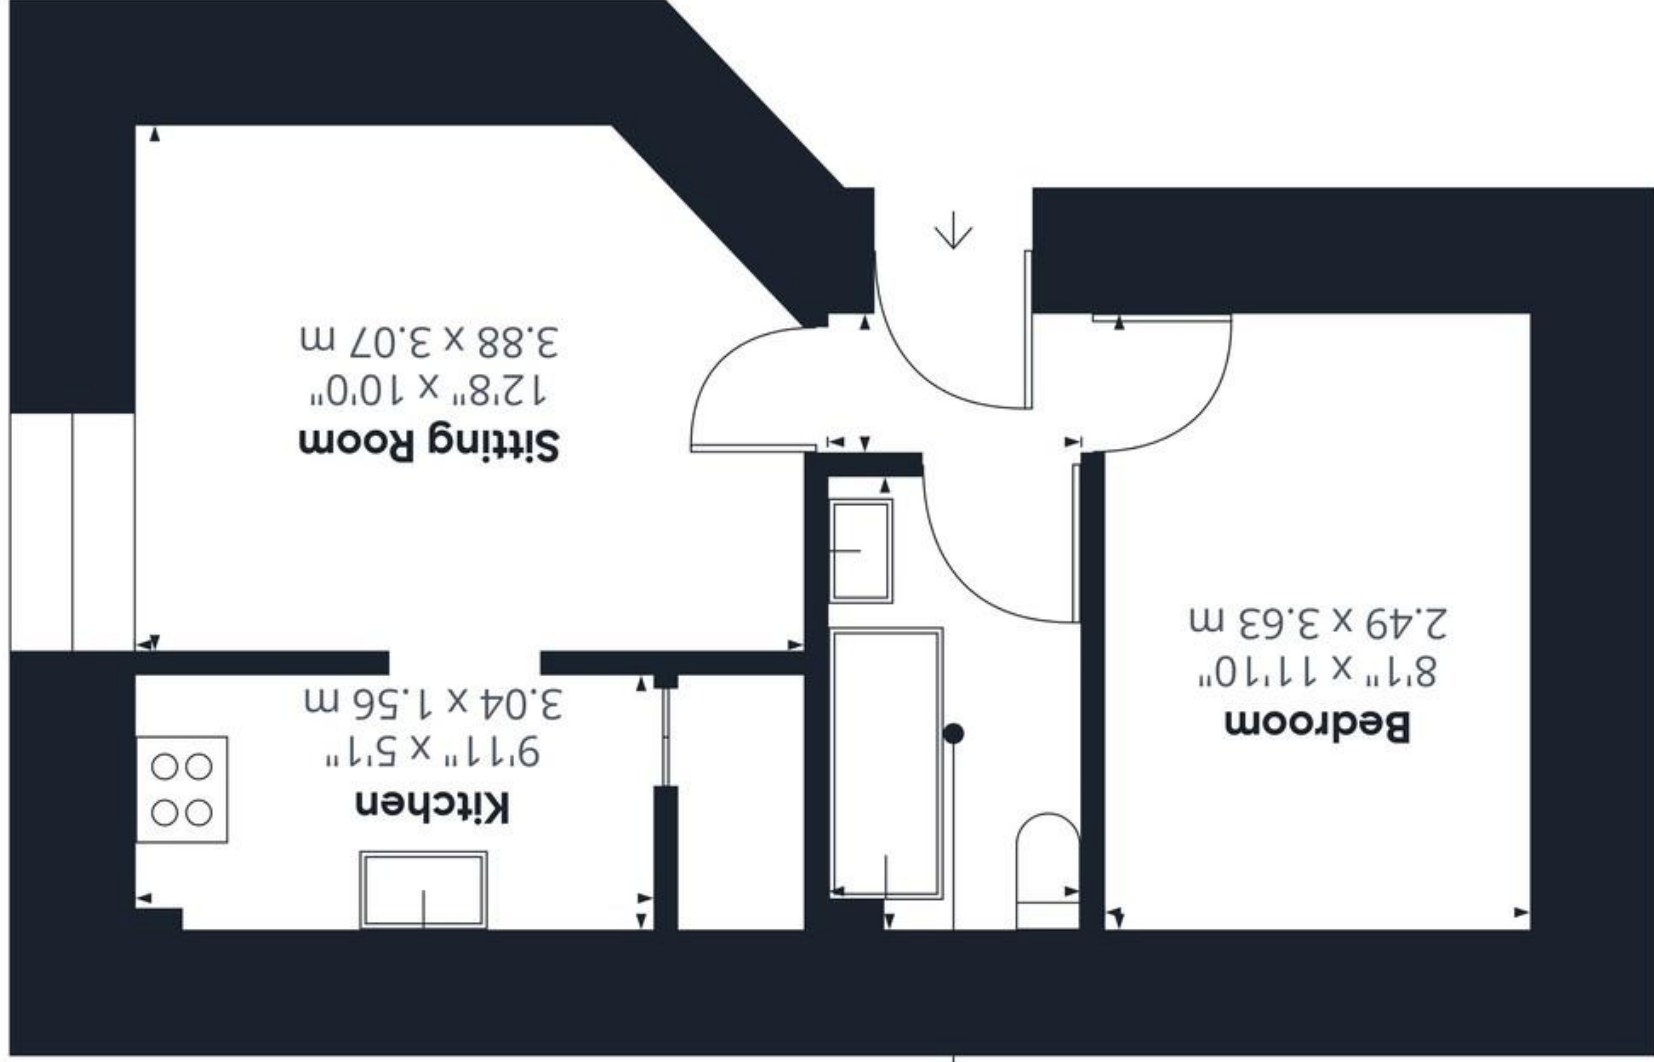 Bedroom
8'1" x 11'10"
2.49 x 3.63 m
Kitchen
9'11" x 5'1"
3.04 x 1.56 m
Sitting Room
12'8" x 10'0"
3.88 x 3.07 m